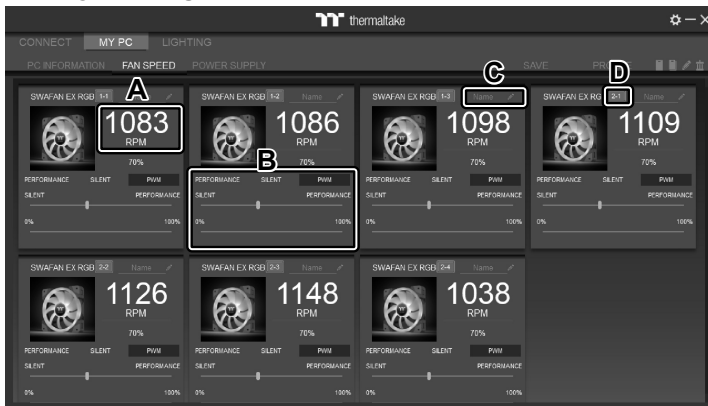 thermaltake
CONNECT MY PC LIGHTING
PC INFORMATION FAN SPEED POWER SUPPLY SAVE
A
B
C
D
SWAFAN EX RGB 1-1
1083
RPM
70%
PERFORMANCE SILENT PWM
SILENT PERFORMANCE
SWAFAN EX RGB 1-2 Name
1086
RPM
70%
PERFORMANCE SILENT PWM
SILENT PERFORMANCE
0% 100%
SWAFAN EX RGB 1-3 Name
1098
RPM
70%
PERFORMANCE SILENT PWM
SILENT PERFORMANCE
0% 100%
SWAFAN EX RGB 2-1 Name
1109
RPM
70%
PERFORMANCE SILENT PWM
SILENT PERFORMANCE
0% 100%
0% 100%
SWAFAN EX RGB 2-2 Name
1126
RPM
70%
PERFORMANCE SILENT PWM
SILENT PERFORMANCE
0% 100%
SWAFAN EX RGB 2-3 Name
1148
RPM
70%
PERFORMANCE SILENT PWM
SILENT PERFORMANCE
0% 100%
SWAFAN EX RGB 2-4 Name
1038
RPM
70%
PERFORMANCE SILENT PWM
SILENT PERFORMANCE
0% 100%